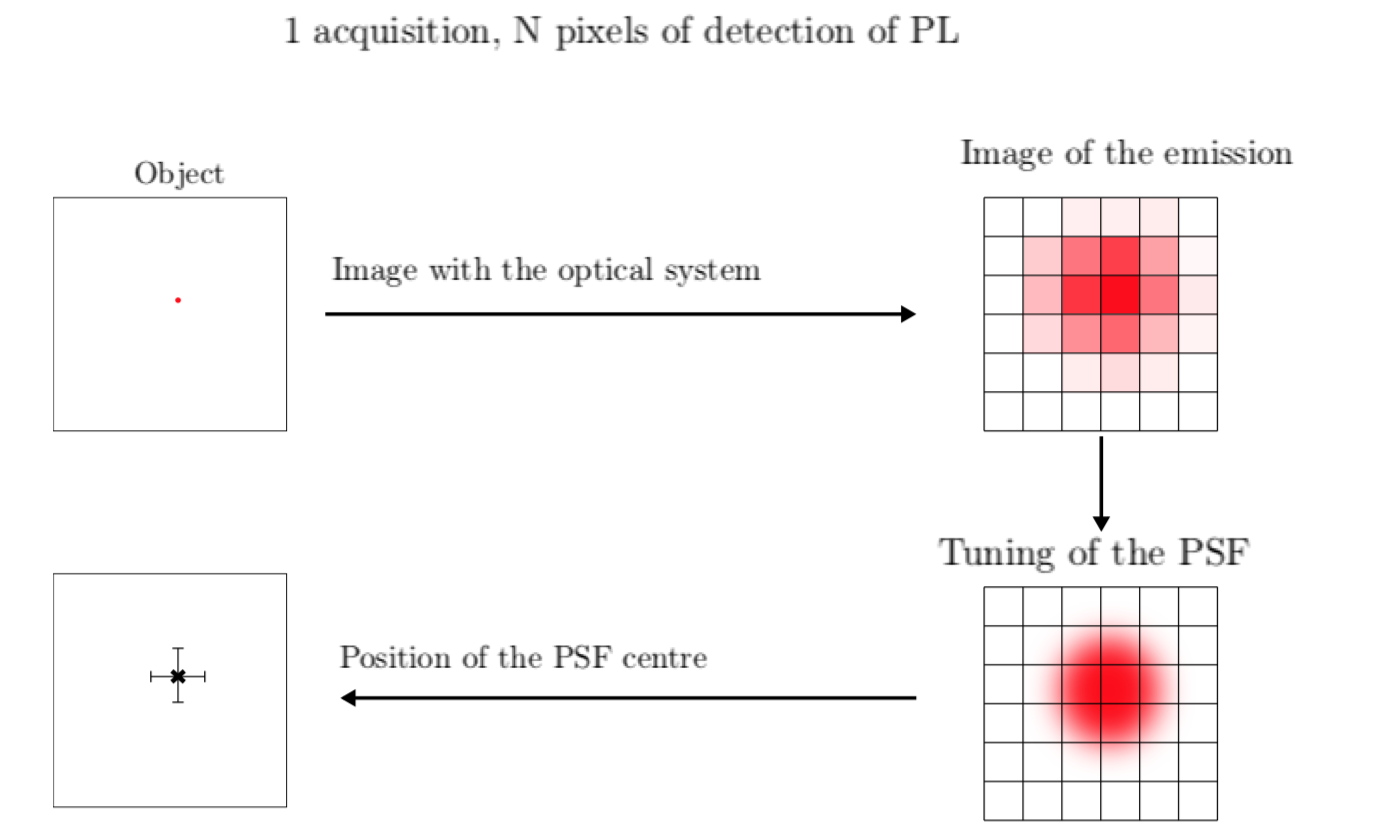 1 acquisition, N pixels of detection of PL
Object
Image of the emission
Image with the optical system
Tuning of the PSF
Position of the PSF centre